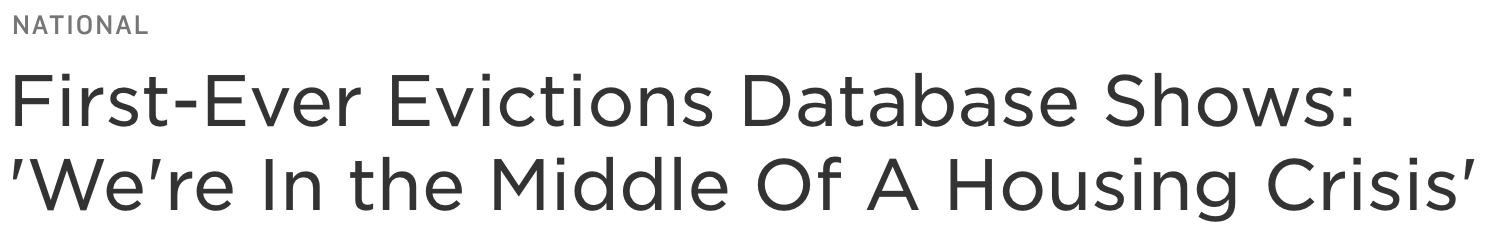 NATIONAL
First-Ever Evictions Database Shows:
'We're In the Middle Of A Housing Crisis'